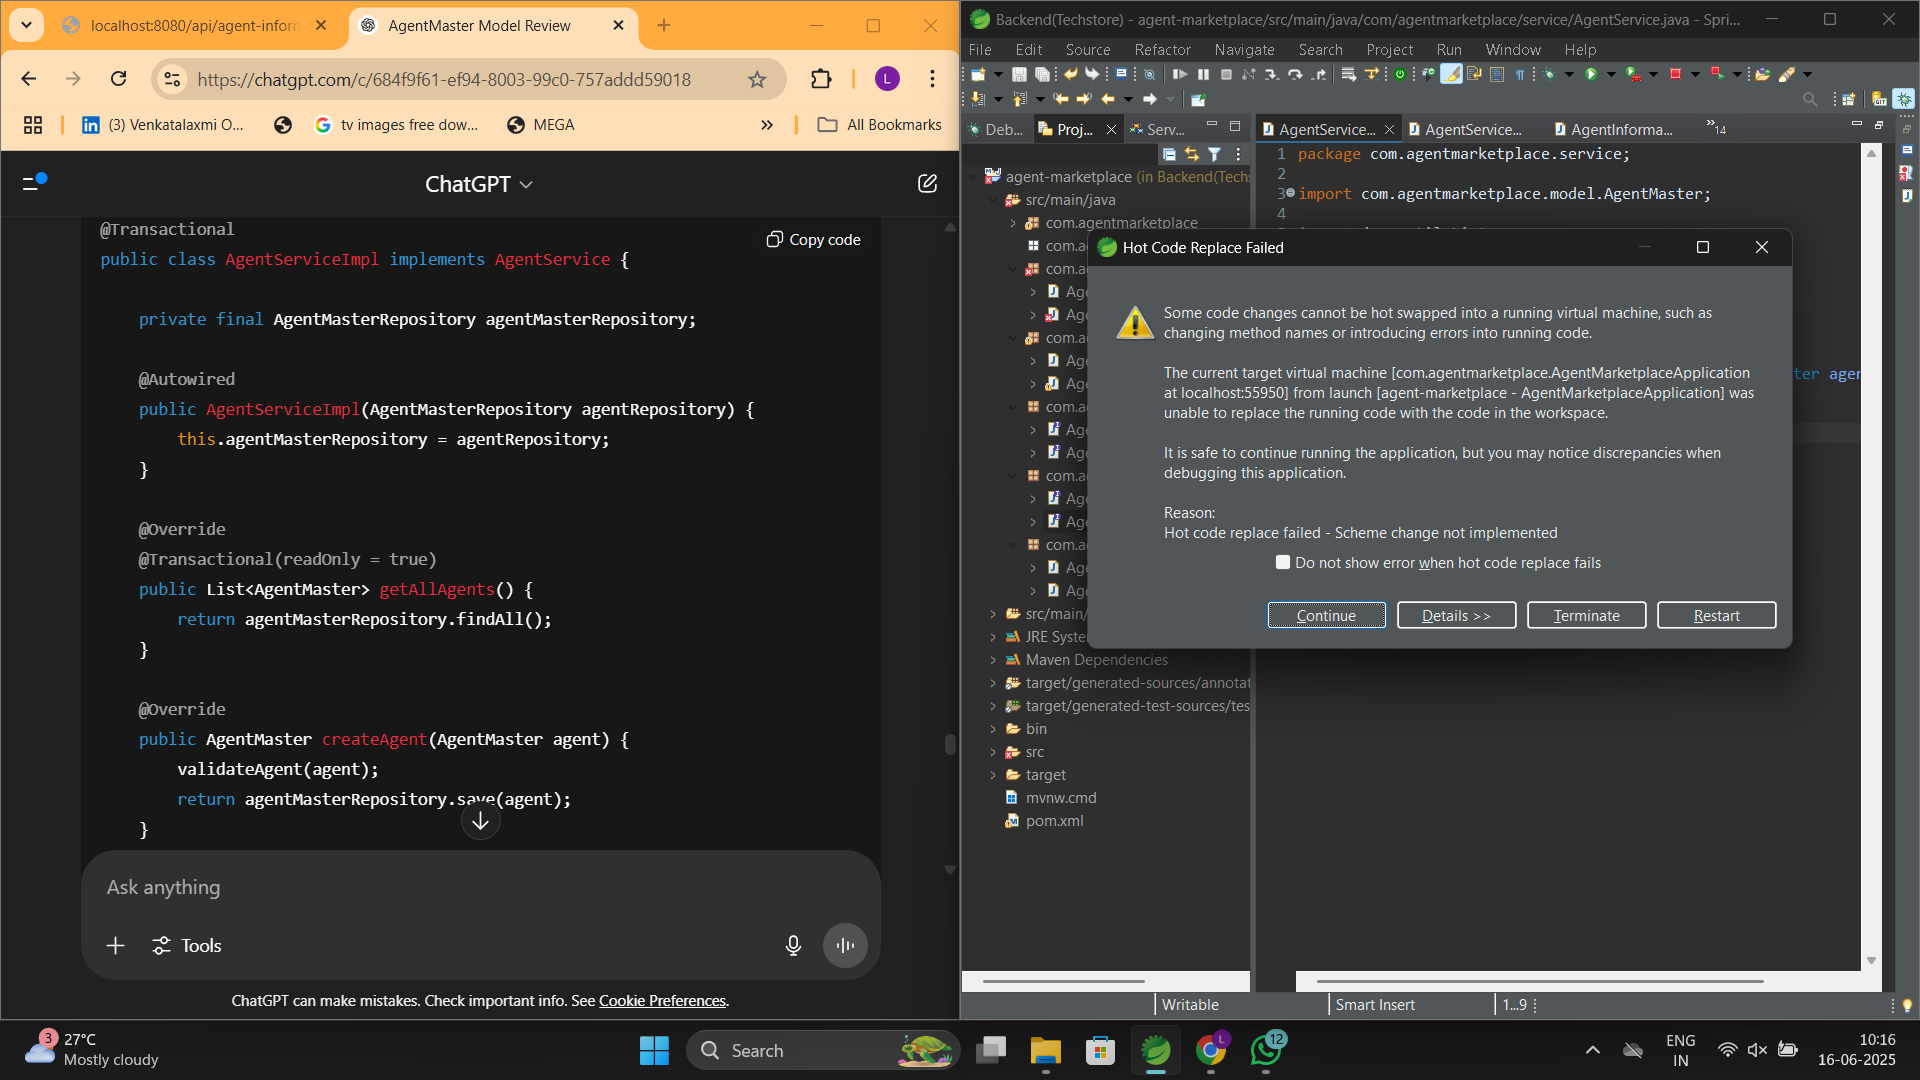 localhost:8080/api/agent-inform
AgentMaster Model Review
https://chatgpt.com/c/684f9f61-ef94-8003-99c0-757addd59018
L
(3) Venkatalaxmi O...
tv images free dow...
MEGA
All Bookmarks
ChatGPT
Copy code
@Transactional
public class AgentServiceImpl implements AgentService {
private final AgentMasterRepository agentMasterRepository;
@Autowired
public AgentServiceImpl(AgentMasterRepository agentRepository) {
this.agentMasterRepository = agentRepository;
}
@Override
@Transactional(readOnly = true)
public List<AgentMaster> getAllAgents() {
return agentMasterRepository.findAll();
}
@Override
public AgentMaster createAgent(AgentMaster agent) {
validateAgent(agent);
return agentMasterRepository.save(agent);
}
Ask anything
Tools
ChatGPT can make mistakes. Check important info. See Cookie Preferences.
Backend(Techstore) - agent-marketplace/src/main/java/com/agentmarketplace/service/AgentService.java - Spri...
File Edit Source Refactor Navigate Search Project Run Window Help
Deb...
Proj...
Serv...
AgentService...
AgentService...
AgentInforma...
14
agent-marketplace (in Backend(Techs
src/main/java
com.agentmarketplace
com.a
com.a
Age
Age
com.a
Age
Age
com.a
Age
Age
com.a
Age
Age
com.a
Age
Age
src/main/
JRE Syste
Maven Dependencies
target/generated-sources/annotat
target/generated-test-sources/tes
bin
src
target
mvnw.cmd
pom.xml
1 package com.agentmarketplace.service;
2
3 import com.agentmarketplace.model.AgentMaster;
4
ter ager
Hot Code Replace Failed
Some code changes cannot be hot swapped into a running virtual machine, such as
changing method names or introducing errors into running code.
The current target virtual machine [com.agentmarketplace.AgentMarketplaceApplication
at localhost:55950] from launch [agent-marketplace - AgentMarketplaceApplication] was
unable to replace the running code with the code in the workspace.
It is safe to continue running the application, but you may notice discrepancies when
debugging this application.
Reason:
Hot code replace failed - Scheme change not implemented
Do not show error when hot code replace fails
Continue
Details >>
Terminate
Restart
Writable
Smart Insert
1...9
3
27°C
Mostly cloudy
Search
L
12
ENG
IN
10:16
16-06-2025